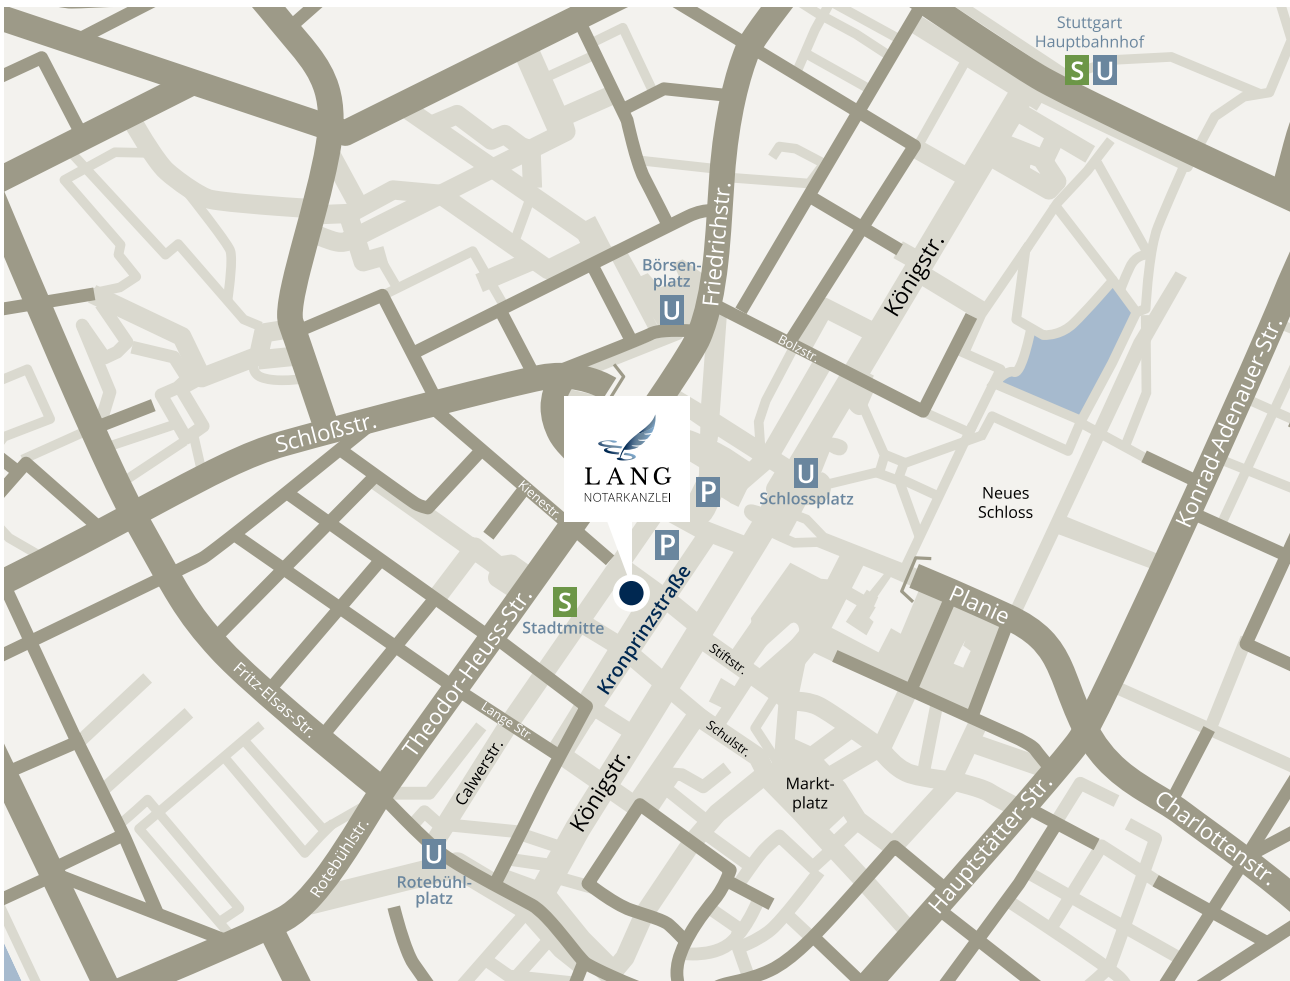 Stuttgart
Hauptbahnhof
S U
Börsen-
platz
U
Friedrichstr.
Königstr.
Bolzstr.
Konrad-Adenauer-Str.
Schloßstr.
LANG
NOTARKANZLEI
Kienestr.
P
U
Schlossplatz
Neues
Schloss
P
S
Stadtmitte
Kronprinzstraße
Planie
Theodor-Heuss-Str.
Stiftstr.
Fritz-Elsas-Str.
Lange Str.
Schulstr.
Calwerstr.
Königstr.
Markt-
platz
Hauptstätter-Str.
Charlottenstr.
Rotebühlstr.
U
Rotebühl-
platz